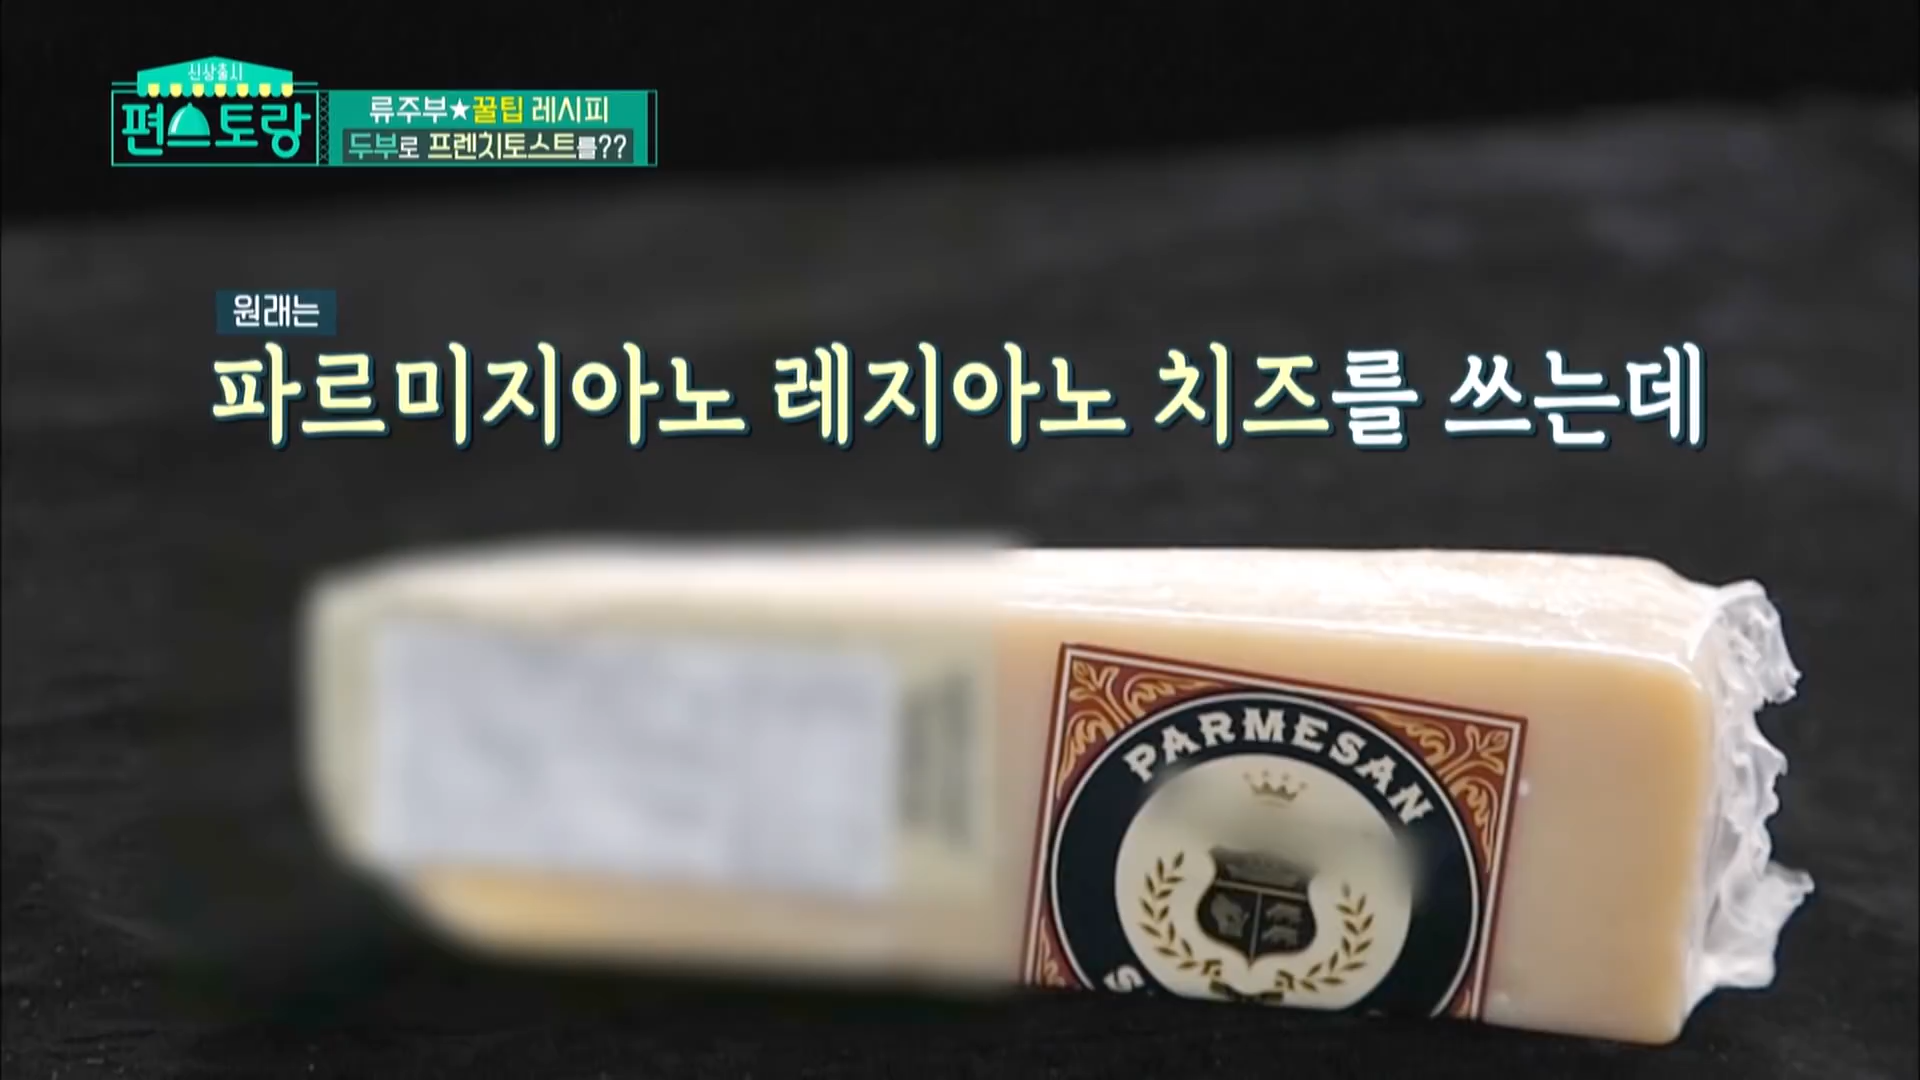 신상출시
편스토랑
류주부★꿀팁 레시피
두부로 프렌치토스트를??
원래는
파르미지아노 레지아노 치즈를 쓰는데
PARMESAN